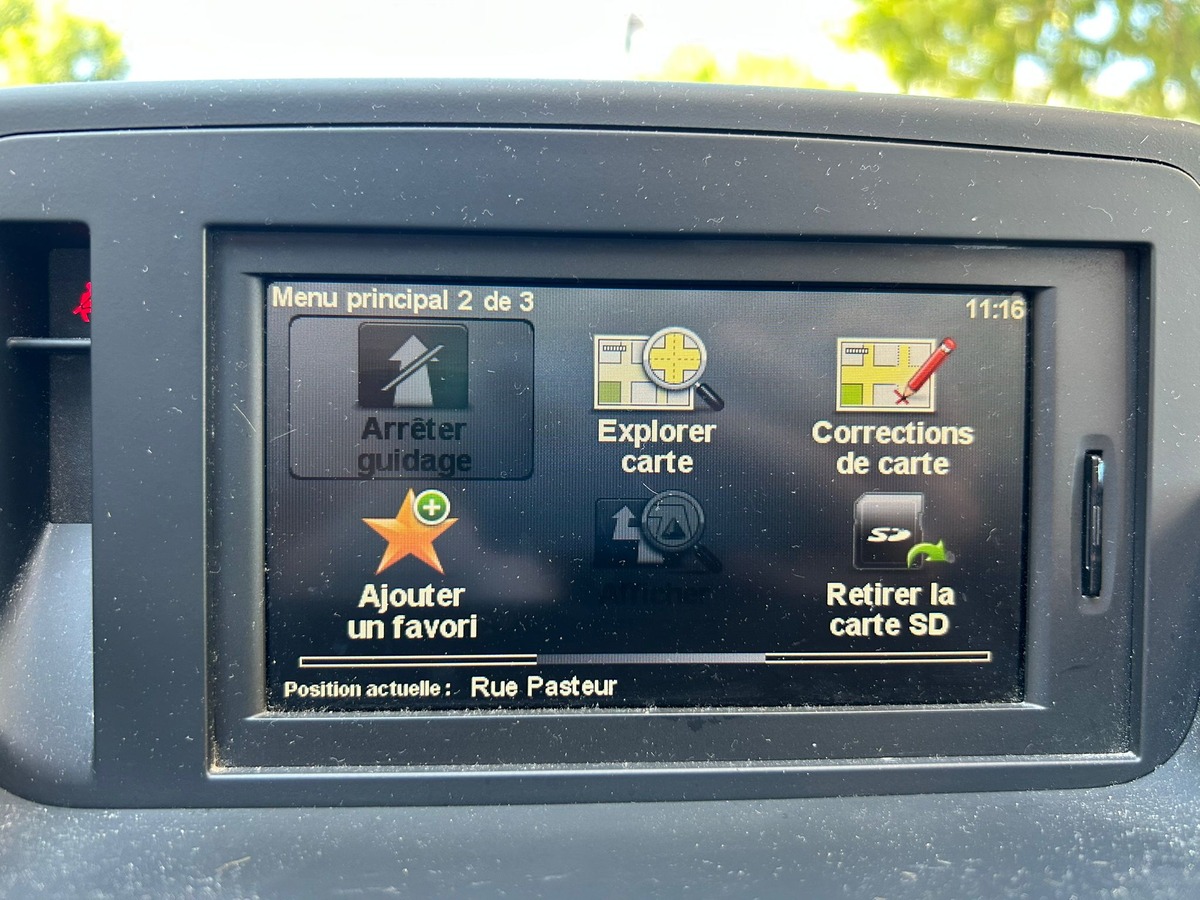 Menu principal 2 de 3
11:16
Arrêter
guidage
Explorer
carte
Corrections
de carte
Ajouter
un favori
Afficher
SD
Retirer la
carte SD
Position actuelle : Rue Pasteur